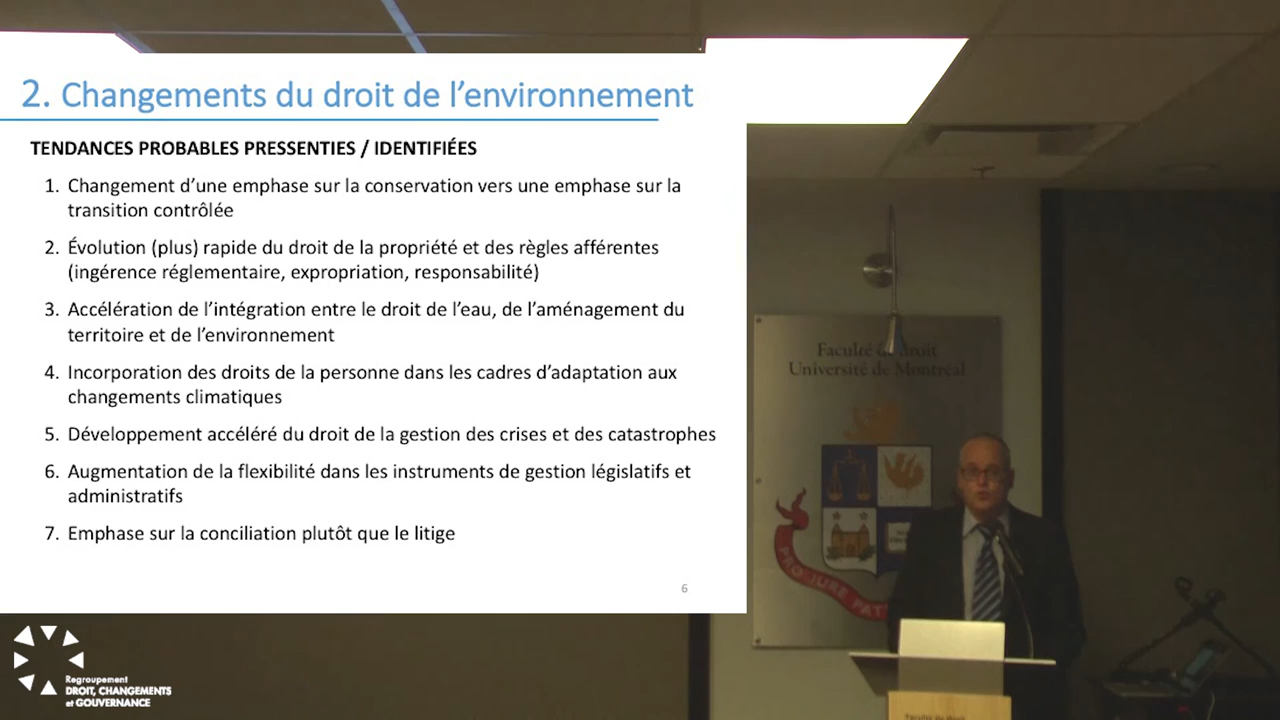 2. Changements du droit de l’environnement
TENDANCES PROBABLES PRESSENTIES / IDENTIFIÉES
1. Changement d’une emphase sur la conservation vers une emphase sur la
transition contrôlée
2. Évolution (plus) rapide du droit de la propriété et des règles afférentes
(ingérence réglementaire, expropriation, responsabilité)
3. Accélération de l’intégration entre le droit de l’eau, de l’aménagement du
territoire et de l’environnement
4. Incorporation des droits de la personne dans les cadres d’adaptation aux
changements climatiques
5. Développement accéléré du droit de la gestion des crises et des catastrophes
6. Augmentation de la flexibilité dans les instruments de gestion législatifs et
administratifs
7. Emphase sur la conciliation plutôt que le litige
6
Faculté de droit
Université de Montréal
PRO JURE PAT
Regroupement
DROIT, CHANGEMENTS
et GOUVERNANCE